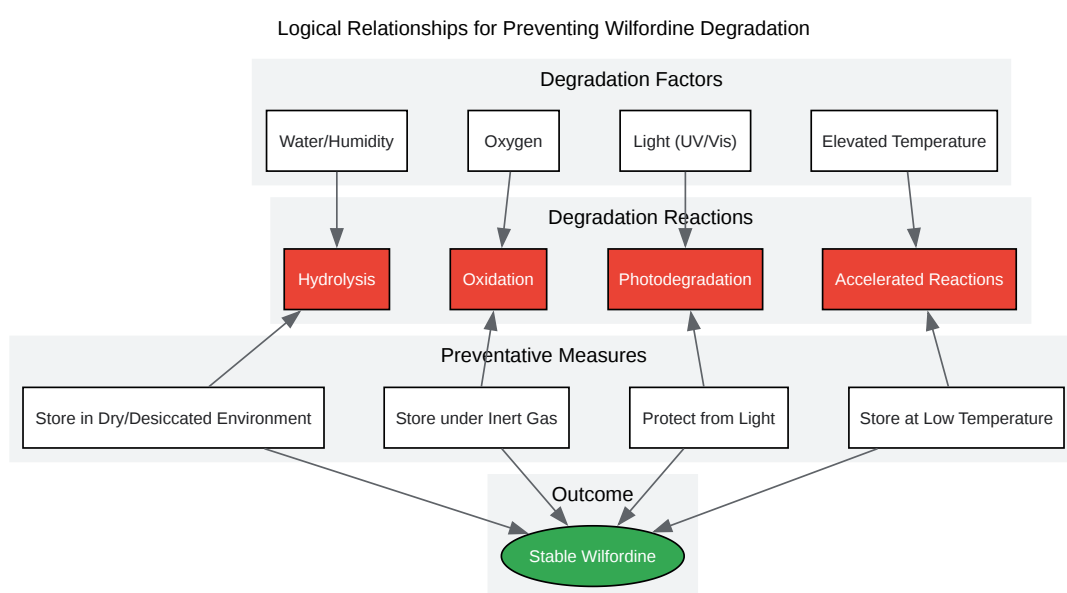 Logical Relationships for Preventing Wilfordine Degradation
Degradation Factors
Water/Humidity
Oxygen
Light (UV/Vis)
Elevated Temperature
Degradation Reactions
Hydrolysis
Oxidation
Photodegradation
Accelerated Reactions
Preventative Measures
Store in Dry/Desiccated Environment
Store under Inert Gas
Protect from Light
Store at Low Temperature
Outcome
Stable Wilfordine